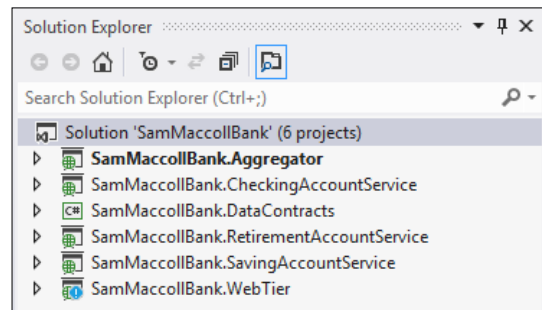 Solution Explorer
Search Solution Explorer (Ctrl+;)
Solution 'SamMaccollBank' (6 projects)
SamMaccollBank.Aggregator
SamMaccollBank.CheckingAccountService
C# SamMaccollBank.DataContracts
SamMaccollBank.RetirementAccountService
SamMaccollBank.SavingAccountService
SamMaccollBank.WebTier